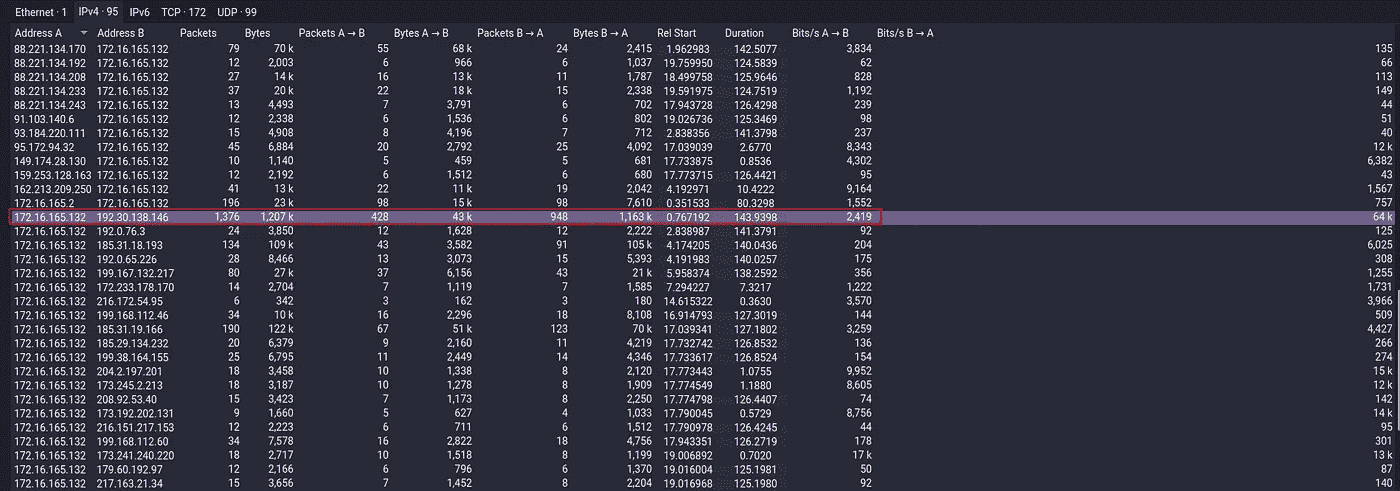 Ethernet · 1 IPv4 · 95 IPv6 TCP · 172 UDP · 99
Address A Address B Packets Bytes Packets A → B Bytes A → B Packets B → A Bytes B → A Rel Start Duration Bits/s A → B Bits/s B → A
88.221.134.170 172.16.165.132 79 70 k 55 68 k 24 2,415 1.962983 142.5077 3,834 135
88.221.134.192 172.16.165.132 12 2,003 6 966 6 1,037 19.759950 124.5839 62 66
88.221.134.208 172.16.165.132 27 14 k 16 13 k 11 1,787 18.499758 125.9646 828 113
88.221.134.233 172.16.165.132 37 20 k 22 18 k 15 2,338 19.591975 124.7519 1,192 149
88.221.134.243 172.16.165.132 13 4,493 7 3,791 6 702 17.943728 126.4298 239 44
91.103.140.6 172.16.165.132 12 2,338 6 1,536 6 802 19.026736 125.3469 98 51
93.184.220.111 172.16.165.132 15 4,908 8 4,196 7 712 2.838356 141.3798 237 40
95.172.94.32 172.16.165.132 45 6,884 20 2,792 25 4,092 17.039039 2.6770 8,343 12 k
149.174.28.130 172.16.165.132 10 1,140 5 459 5 681 17.733875 0.8536 4,302 6,382
159.253.128.163 172.16.165.132 12 2,192 6 1,512 6 680 17.773715 126.4421 95 43
162.213.209.250 172.16.165.132 41 13 k 22 11 k 19 2,042 4.192971 10.4222 9,164 1,567
172.16.165.2 172.16.165.132 196 23 k 98 15 k 98 7,610 0.351533 80.3298 1,552 757
172.16.165.132 192.30.138.146 1,376 1,207 k 428 43 k 948 1,163 k 0.767192 143.9398 2,419 64 k
172.16.165.132 192.0.76.3 24 3,850 12 1,628 12 2,222 2.838987 141.3791 92 125
172.16.165.132 185.31.18.193 134 109 k 43 3,582 91 105 k 4.174205 140.0436 204 6,025
172.16.165.132 192.0.65.226 28 8,466 13 3,073 15 5,393 4.191983 140.0257 175 308
172.16.165.132 199.167.132.217 80 27 k 37 6,156 43 21 k 5.958374 138.2592 356 1,255
172.16.165.132 172.233.178.170 14 2,704 7 1,119 7 1,585 7.294227 7.3217 1,222 1,731
172.16.165.132 216.172.54.95 6 342 3 162 3 180 14.615322 0.3630 3,570 3,966
172.16.165.132 199.168.112.46 34 10 k 16 2,296 18 8,108 16.914793 127.3019 144 509
172.16.165.132 185.31.19.166 190 122 k 67 51 k 123 70 k 17.039341 127.1802 3,259 4,427
172.16.165.132 185.29.134.232 20 6,379 9 2,160 11 4,219 17.732742 126.8532 136 266
172.16.165.132 199.38.164.155 25 6,795 11 2,449 14 4,346 17.733617 126.8524 154 274
172.16.165.132 204.2.197.201 18 3,458 10 1,338 8 2,120 17.773443 1.0755 9,952 15 k
172.16.165.132 173.245.2.213 18 3,187 10 1,278 8 1,909 17.774549 1.1880 8,605 12 k
172.16.165.132 208.92.53.40 15 3,423 7 1,173 8 2,250 17.774798 126.4407 74 142
172.16.165.132 173.192.202.131 9 1,660 5 627 4 1,033 17.790045 0.5729 8,756 14 k
172.16.165.132 216.151.217.153 12 2,223 6 711 6 1,512 17.790978 126.4245 44 95
172.16.165.132 199.168.112.60 34 7,578 16 2,822 18 4,756 17.943351 126.2719 178 301
172.16.165.132 173.241.240.220 18 2,717 10 1,518 8 1,199 19.006892 0.7020 17 k 13 k
172.16.165.132 179.60.192.97 12 2,166 6 796 6 1,370 19.016004 125.1981 50 87
172.16.165.132 217.163.21.34 15 3,656 7 1,452 8 2,204 19.016968 125.1980 92 140